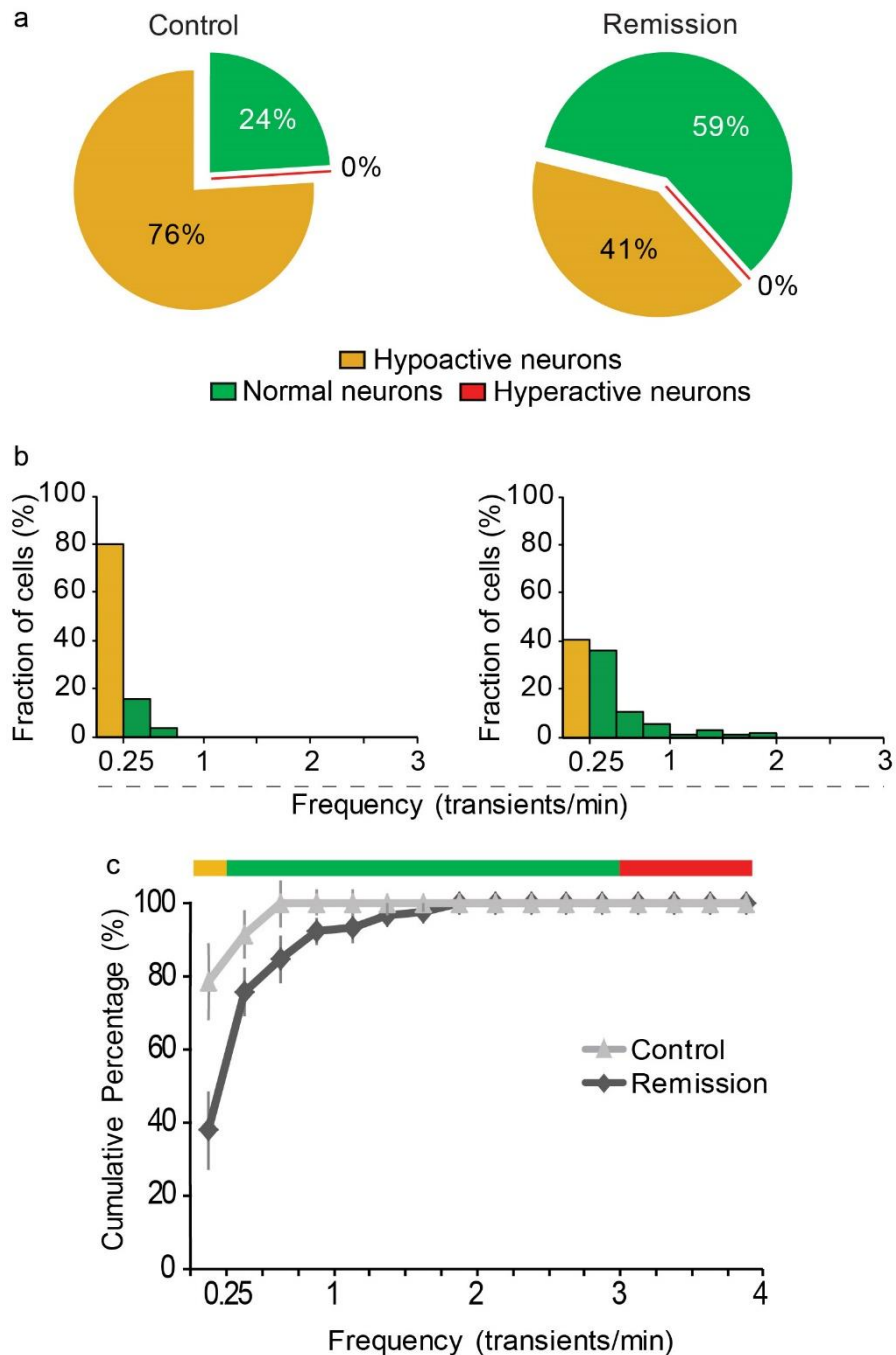 a
Control
Remission
24%
0%
76%
59%
41%
0%
Hypoactive neurons
Normal neurons Hyperactive neurons
b
Fraction of cells (%)
100
80
60
40
20
0
0.25 1 2 3
Fraction of cells (%)
100
80
60
40
20
0
0.25 1 2 3
Frequency (transients/min)
c
Cumulative Percentage (%)
100
80
60
40
20
0
Control
Remission
0.25 1 2 3 4
Frequency (transients/min)